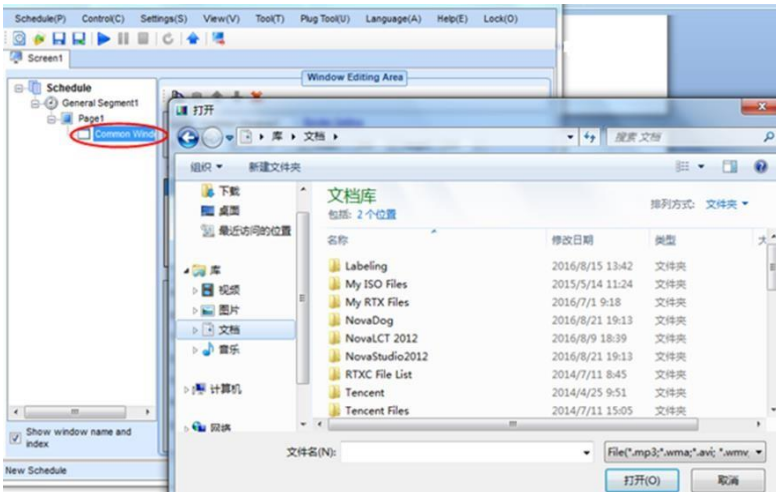 Schedule(P) Control(C) Settings(S) View(V) Tool(T) Plug Tool(U) Language(A) Help(E) Lock(O)
Screen1
Window Editing Area
Schedule
General Segment1
Page1
Common Wind
打开
库 文档
搜索 文档
组织 新建文件夹
下载
桌面
最近访问的位置
库
视频
图片
文档
音乐
计算机
网络
文档库
包括: 2 个位置
排列方式: 文件夹
名称 修改日期 类型 大
Labeling 2016/8/15 13:42 文件夹
My ISO Files 2015/5/14 11:24 文件夹
My RTX Files 2016/7/1 9:18 文件夹
NovaDog 2016/8/21 19:13 文件夹
NovaLCT 2012 2016/8/9 18:39 文件夹
NovaStudio2012 2016/8/21 19:13 文件夹
RTXC File List 2014/7/11 8:45 文件夹
Tencent 2014/4/25 9:51 文件夹
Tencent Files 2014/7/11 15:05 文件夹
Show window name and
index
文件名(N):
File(*.mp3;*.wma;*.avi; *.wmv,
打开(O) 取消
New Schedule